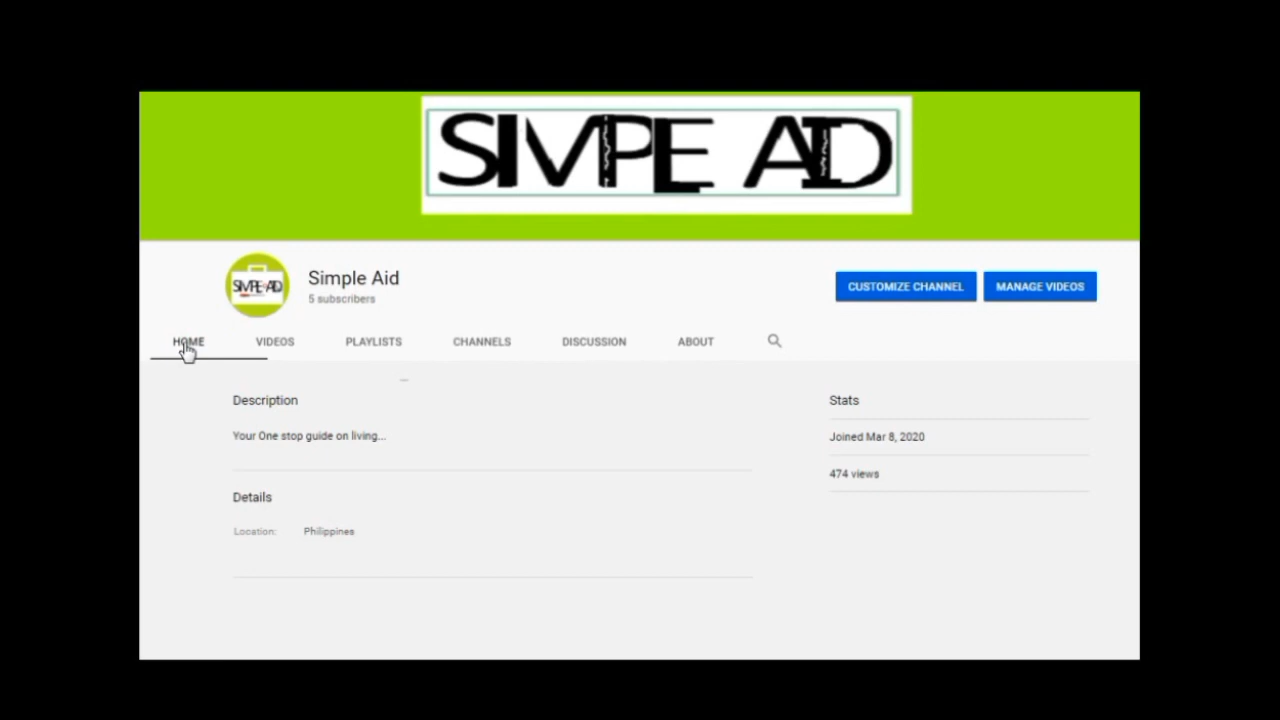 SIMPE AID
SIMPE AID
Simple Aid
5 subscribers
CUSTOMIZE CHANNEL
MANAGE VIDEOS
HOME
VIDEOS
PLAYLISTS
CHANNELS
DISCUSSION
ABOUT
Description
Your One stop guide on living...
Details
Location: Philippines
Stats
Joined Mar 8, 2020
474 views